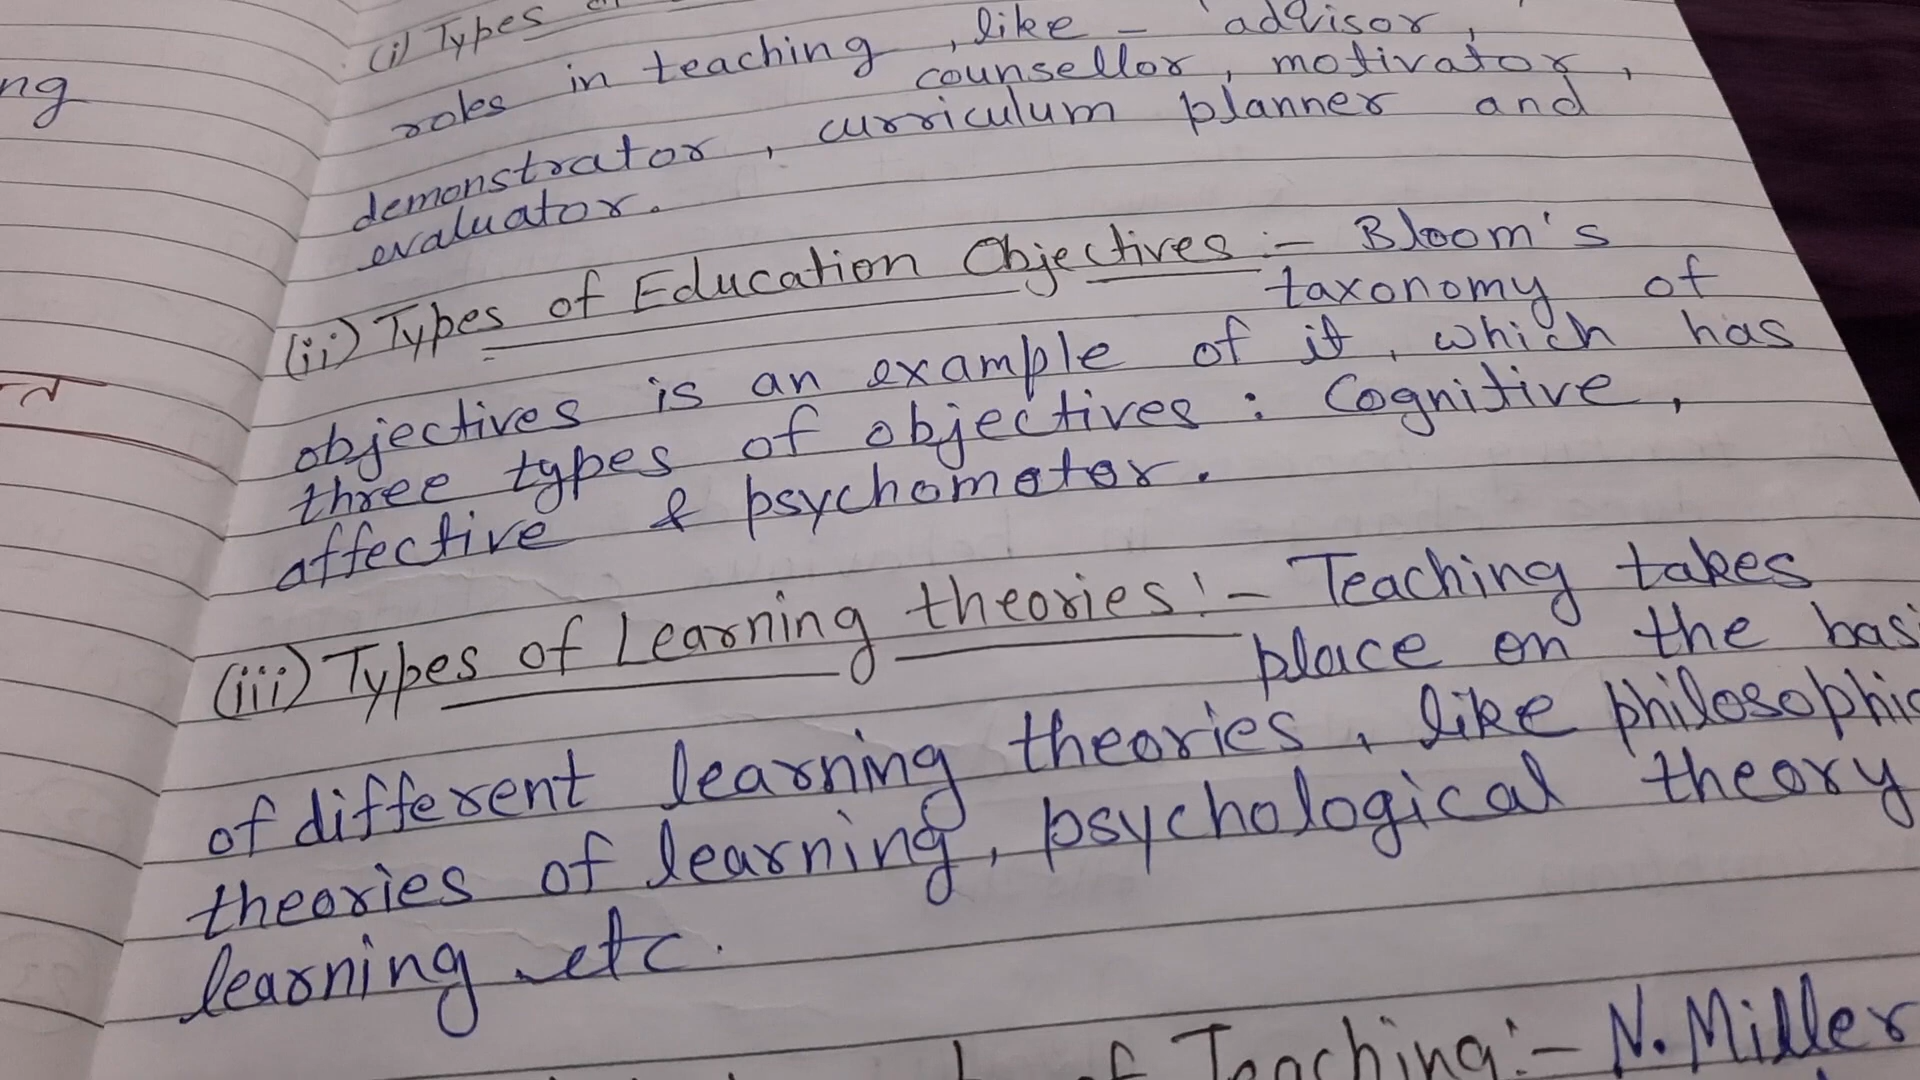 ng
(i) Types
like - advisor,
roles in teaching, counsellor, motivator,
demonstrator, curriculum planner and
evaluator.
(ii) Types of Education Objectives :- Bloom's
taxonomy of
objectives is an example of it, which has
three types of objectives : Cognitive,
affective & psychomotor.
(iii) Types of Learning theories :- Teaching takes
place on the basi
of different learning theories, like philosophic
theories of learning, psychological theory
learning etc.
of Teaching :- N. Miller